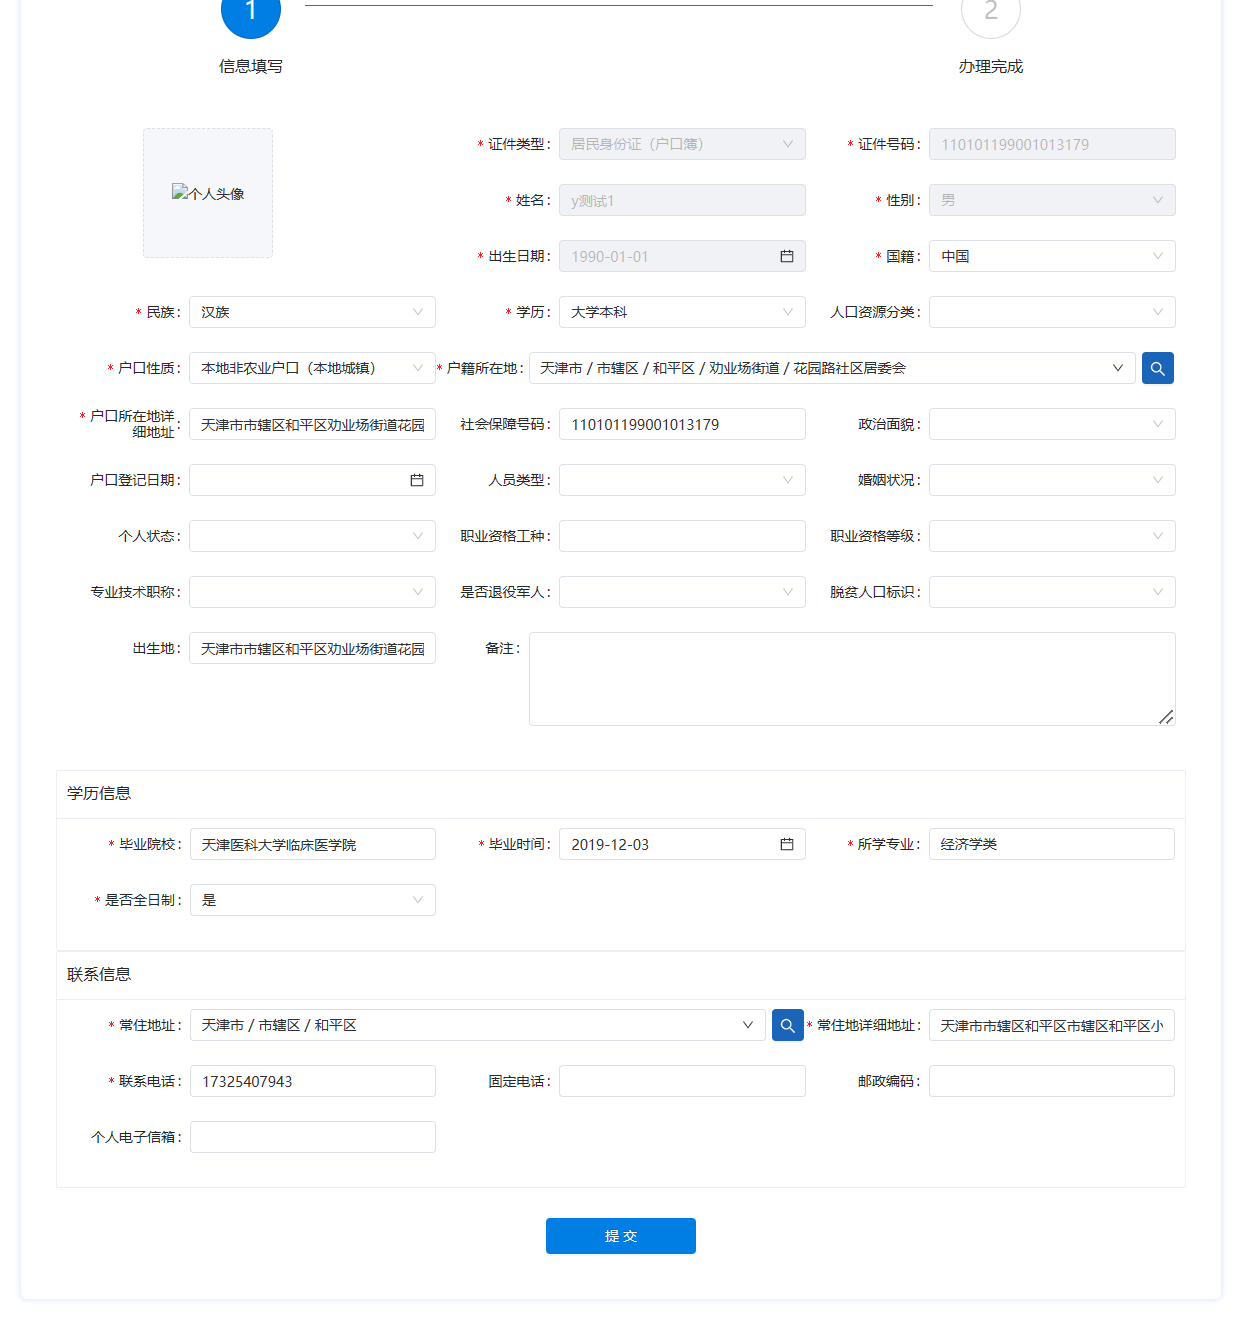 1
2
信息填写
办理完成
个人头像
* 证件类型: 居民身份证（户口簿）
* 证件号码: 110101199001013179
* 姓名: y测试1
* 性别: 男
* 出生日期: 1990-01-01
* 国籍: 中国
* 民族: 汉族
* 学历: 大学本科
人口资源分类:
* 户口性质: 本地非农业户口（本地城镇）
* 户籍所在地: 天津市 / 市辖区 / 和平区 / 劝业场街道 / 花园路社区居委会
* 户口所在地详
细地址: 天津市市辖区和平区劝业场街道花园
社会保障号码: 110101199001013179
政治面貌:
户口登记日期:
人员类型:
婚姻状况:
个人状态:
职业资格工种:
职业资格等级:
专业技术职称:
是否退役军人:
脱贫人口标识:
出生地: 天津市市辖区和平区劝业场街道花园
备注:
学历信息
* 毕业院校: 天津医科大学临床医学院
* 毕业时间: 2019-12-03
* 所学专业: 经济学类
* 是否全日制: 是
联系信息
* 常住地址: 天津市 / 市辖区 / 和平区
* 常住地详细地址: 天津市市辖区和平区市辖区和平区小
* 联系电话: 17325407943
固定电话:
邮政编码:
个人电子信箱:
提 交